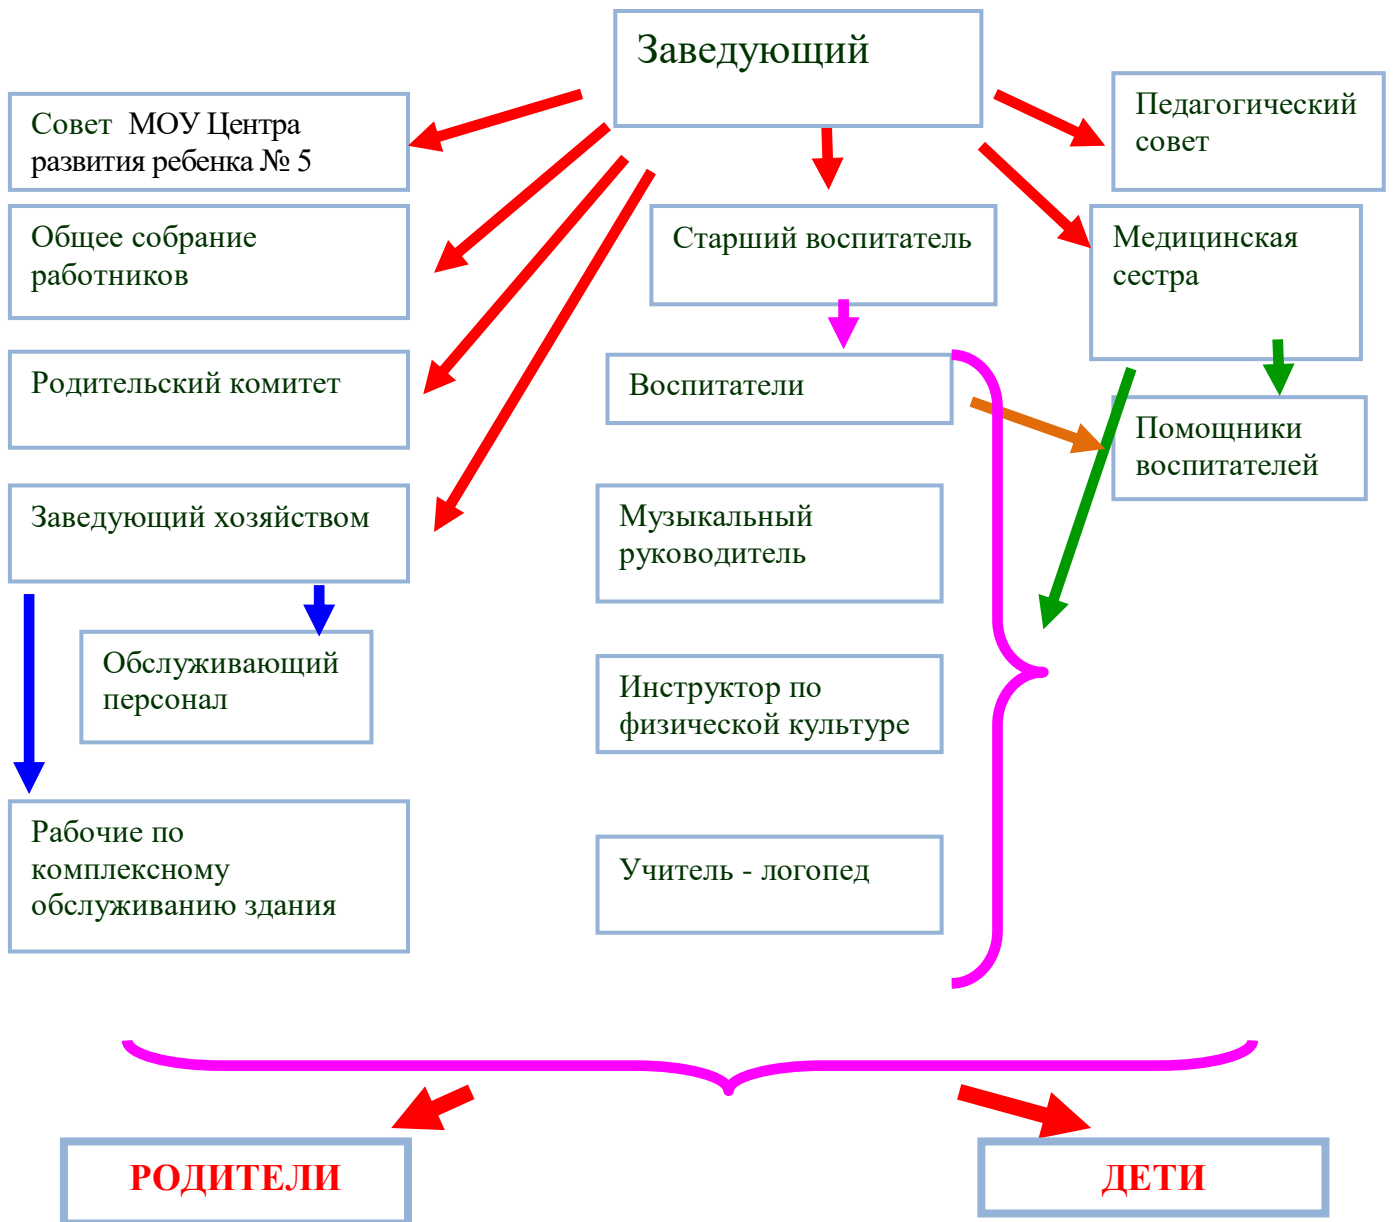 Заведующий
Совет МОУ Центра
развития ребенка № 5
Педагогический
совет
Общее собрание
работников
Старший воспитатель
Медицинская
сестра
Родительский комитет
Воспитатели
Помощники
воспитателей
Заведующий хозяйством
Музыкальный
руководитель
Обслуживающий
персонал
Инструктор по
физической культуре
Рабочие по
комплексному
обслуживанию здания
Учитель - логопед
РОДИТЕЛИ
ДЕТИ